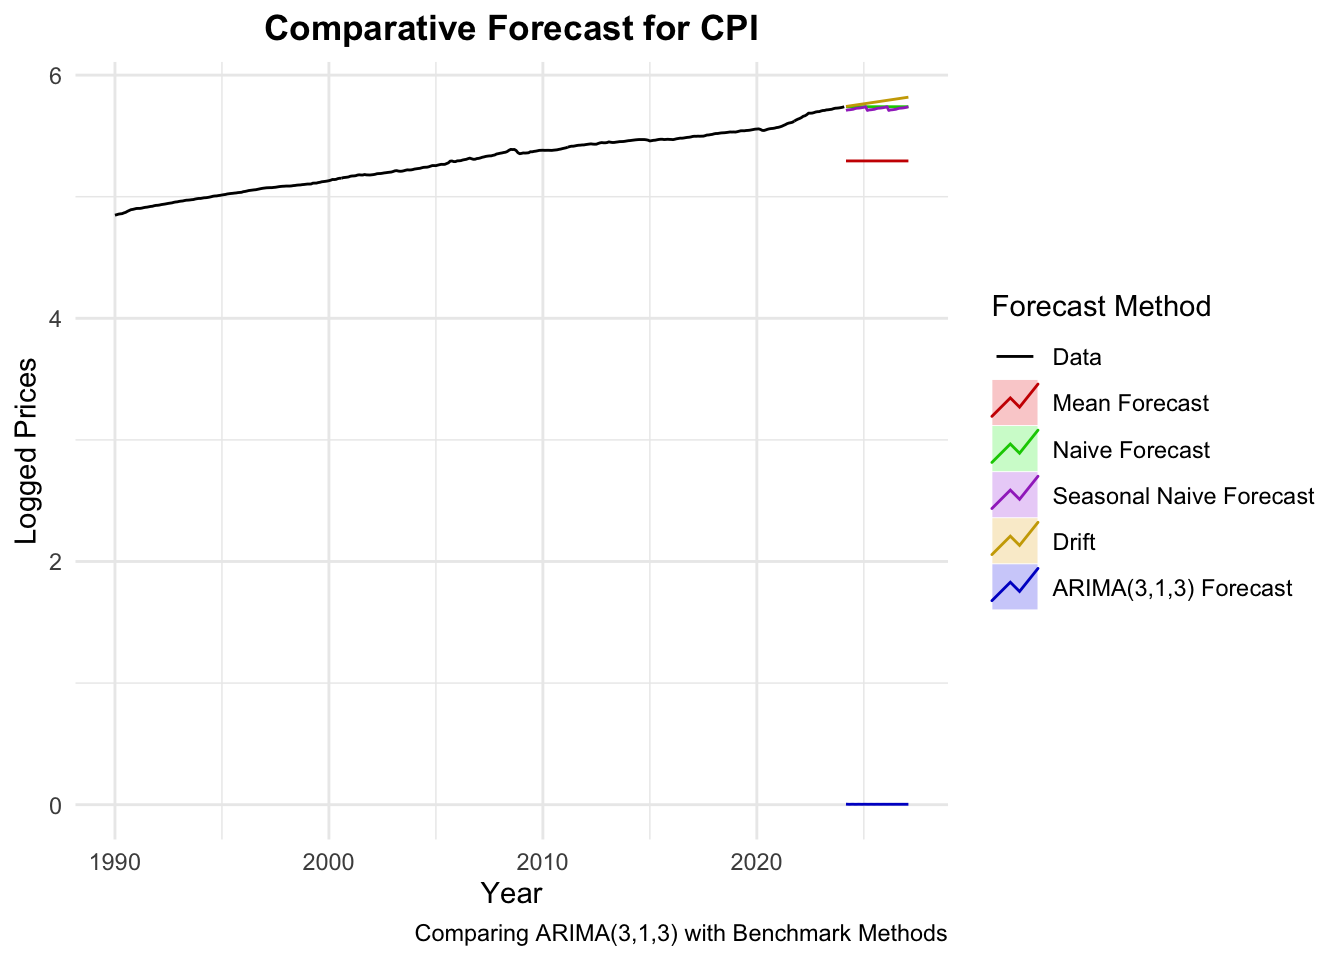 Comparative Forecast for CPI
6
4
2
0
Logged Prices
1990 2000 2010 2020
Year
Comparing ARIMA(3,1,3) with Benchmark Methods
Forecast Method
Data
Mean Forecast
Naive Forecast
Seasonal Naive Forecast
Drift
ARIMA(3,1,3) Forecast